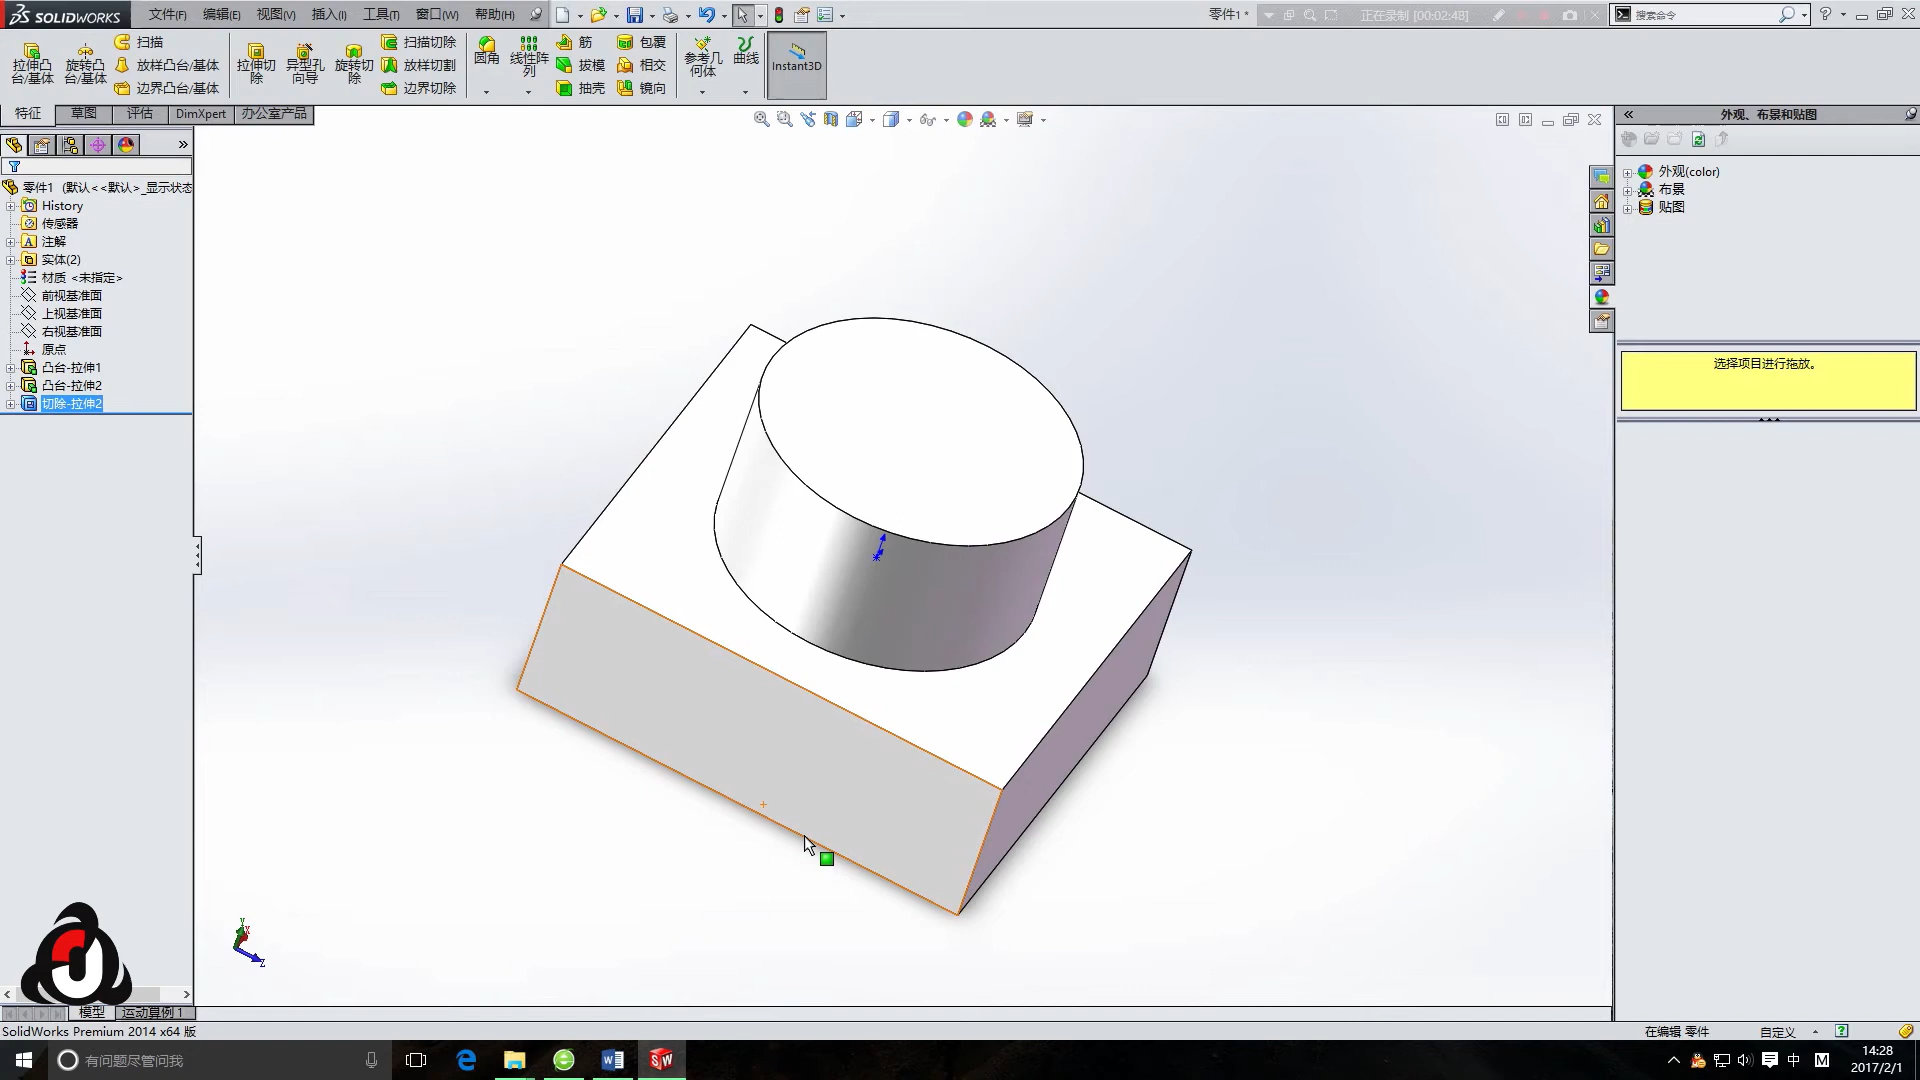 SOLIDWORKS 文件(F) 编辑(E) 视图(V) 插入(I) 工具(T) 窗口(W) 帮助(H) 零件1 * 正在录制 [00:02:48] 搜索命令
拉伸凸台/基体
旋转凸台/基体
扫描
放样凸台/基体
边界凸台/基体
拉伸切除
异型孔向导
旋转切除
扫描切除
放样切割
边界切除
圆角
线性阵列
筋
拔模
抽壳
包覆
相交
镜向
参考几何体
曲线
Instant3D
特征 草图 评估 DimXpert 办公室产品
外观、布景和贴图
零件1 (默认<<默认>_显示状态
History
传感器
注解
实体(2)
材质 <未指定>
前视基准面
上视基准面
右视基准面
原点
凸台-拉伸1
凸台-拉伸2
切除-拉伸2
外观(color)
布景
贴图
选择项目进行拖放。
模型 运动算例 1
SolidWorks Premium 2014 x64 版 在编辑 零件 自定义
有问题尽管问我
中 M
14:28
2017/2/1